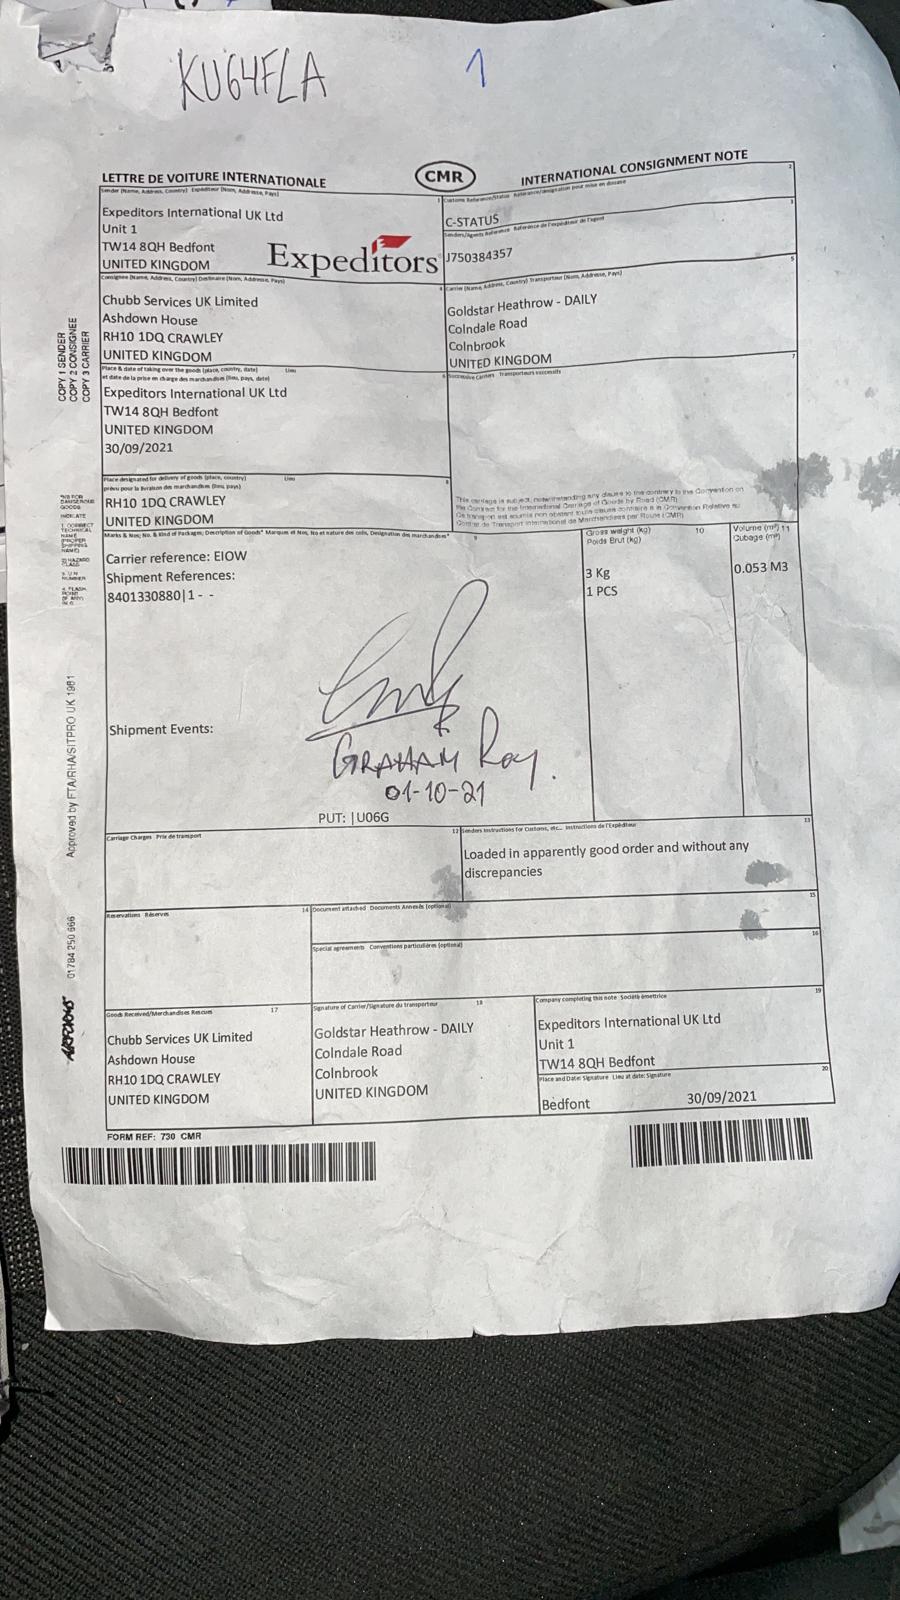 KU64FLA
1
LETTRE DE VOITURE INTERNATIONALE
CMR
INTERNATIONAL CONSIGNMENT NOTE
2
Sender (Name, Address, Country) Expéditeur (Nom, Addresse, Pays)
1
Expeditors International UK Ltd
Unit 1
TW14 8QH Bedfont
UNITED KINGDOM
Expeditors
Customs Reference/Status Référence/designation pour mise en douane
3
C-STATUS
Senders/Agents Reference Référence de l'expéditeur de l'agent
J750384357
Consignee (Name, Address, Country) Destinaire (Nom, Addresse, Pays)
4
Chubb Services UK Limited
Ashdown House
RH10 1DQ CRAWLEY
UNITED KINGDOM
Carrier (Name, Address, Country) Transporteur (Nom, Addresse, Pays)
5
Goldstar Heathrow - DAILY
Colndale Road
Colnbrook
UNITED KINGDOM
Place & date of taking over the goods (place, country, date) Lieu
et date de la prise en charge des marchandises (lieu, pays, date)
6
Expeditors International UK Ltd
TW14 8QH Bedfont
UNITED KINGDOM
30/09/2021
Successive Carriers Transporteurs successifs
7
Place designated for delivery of goods (place, country) Lieu
prévu pour la livraison des marchandises (lieu, pays)
8
RH10 1DQ CRAWLEY
UNITED KINGDOM
This carriage is subject, notwithstanding any clause to the contrary to the Convention on
the Contract for the International Carriage of Goods by Road (CMR)
Ce transport est soumis non obstant toute clause contraire à la Convention Relative au
Contrat de Transport International de Marchandises par Route (CMR)
COPY 1 SENDER
COPY 2 CONSIGNEE
COPY 3 CARRIER
Marks & Nos; No. & Kind of Packages; Description of Goods* Marques et Nos, No et nature des colis, Designation des marchandises*
9
Gross weight (kg)
Poids Brut (kg)
10
Volume (m³) 11
Cubage (m³)
Carrier reference: EIOW
Shipment References:
8401330880|1 - -
3 Kg
1 PCS
0.053 M3
Shipment Events:
GRAHAM Roy.
01-10-21
PUT: |U06G
Approved by FTA/RHA/SITPRO UK 1981
Carriage Charges Prix de transport
12
Senders Instructions for Customs, etc... Instructions de l'Expéditeur
13
Loaded in apparently good order and without any
discrepancies
Reservations Réserves
14
Document attached Documents Annexés (optional)
15
Special agreements Conventions particulières (optional)
16
01784 250 666
Goods Received/Merchandises Rescues
17
Chubb Services UK Limited
Ashdown House
RH10 1DQ CRAWLEY
UNITED KINGDOM
Signature of Carrier/Signature du transporteur
18
Goldstar Heathrow - DAILY
Colndale Road
Colnbrook
UNITED KINGDOM
Company completing this note Société émettrice
19
Expeditors International UK Ltd
Unit 1
TW14 8QH Bedfont
Place and Date: Signature Lieu et date: Signature
20
Bedfont
30/09/2021
FORM REF: 730 CMR